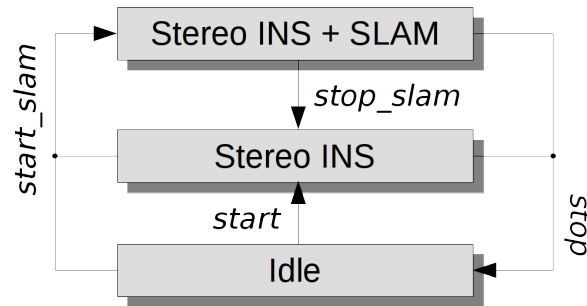 Stereo INS + SLAM
start_slam
stop_slam
Stereo INS
start
stop
Idle